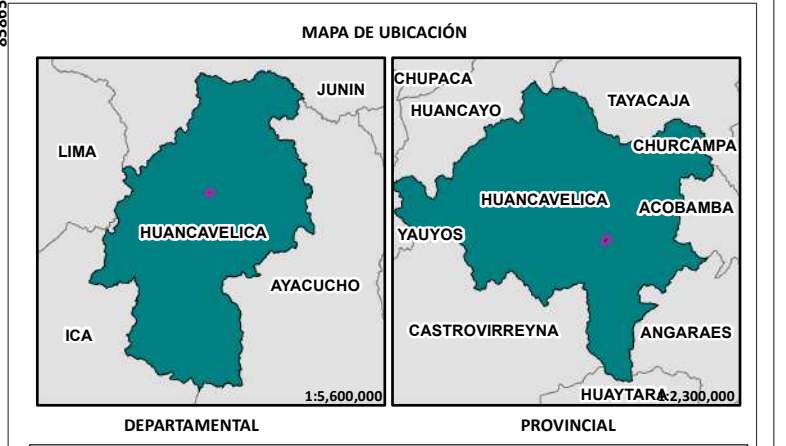 MAPA DE UBICACIÓN
JUNIN
LIMA
HUANCAVELICA
AYACUCHO
ICA
1:5,600,000
DEPARTAMENTAL
CHUPACA
HUANCAYO
TAYACAJA
CHURCAMPA
HUANCAVELICA
ACOBAMBA
YAUYOS
CASTROVIRREYNA
ANGARAES
HUAYTARA
1:2,300,000
PROVINCIAL